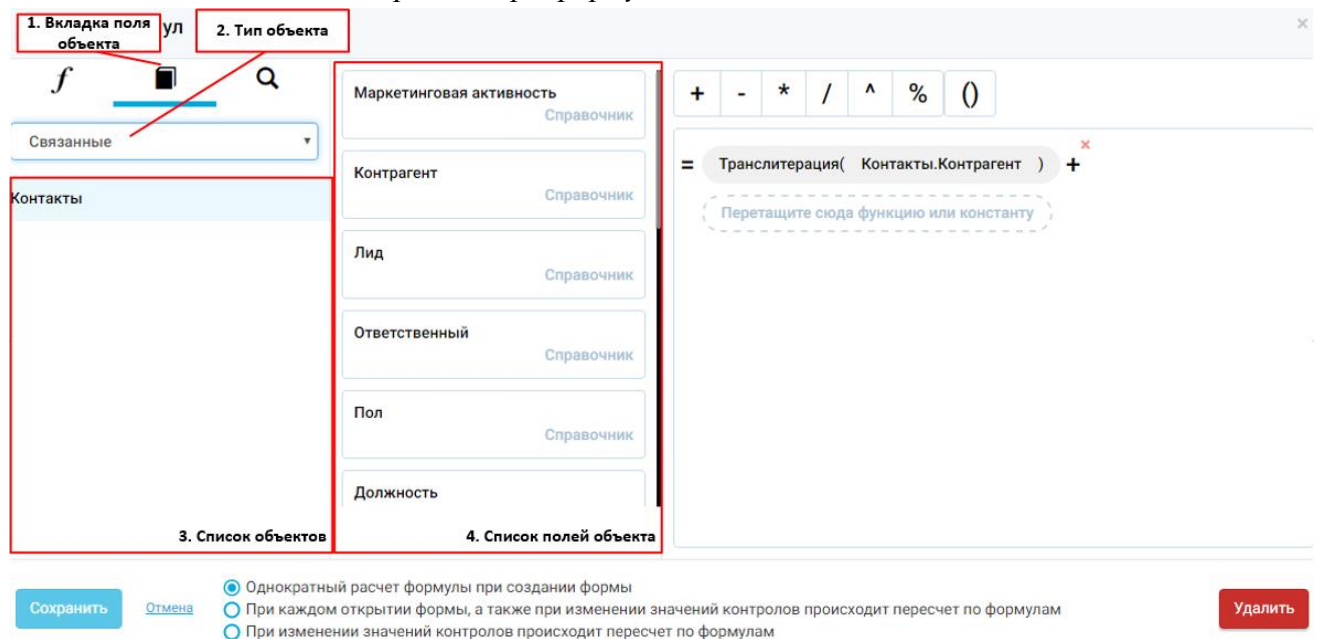 1. Вкладка поля
объекта
ул
2. Тип объекта
×
f
Связанные
Контакты
3. Список объектов
Маркетинговая активность
Справочник
Контрагент
Справочник
Лид
Справочник
Ответственный
Справочник
Пол
Справочник
Должность
4. Список полей объекта
+ - * / ^ % ()
= Транслитерация( Контакты.Контрагент ) + ×
Перетащите сюда функцию или константу
Сохранить
Отмена
Однократный расчет формулы при создании формы
При каждом открытии формы, а также при изменении значений контролов происходит пересчет по формулам
При изменении значений контролов происходит пересчет по формулам
Удалить